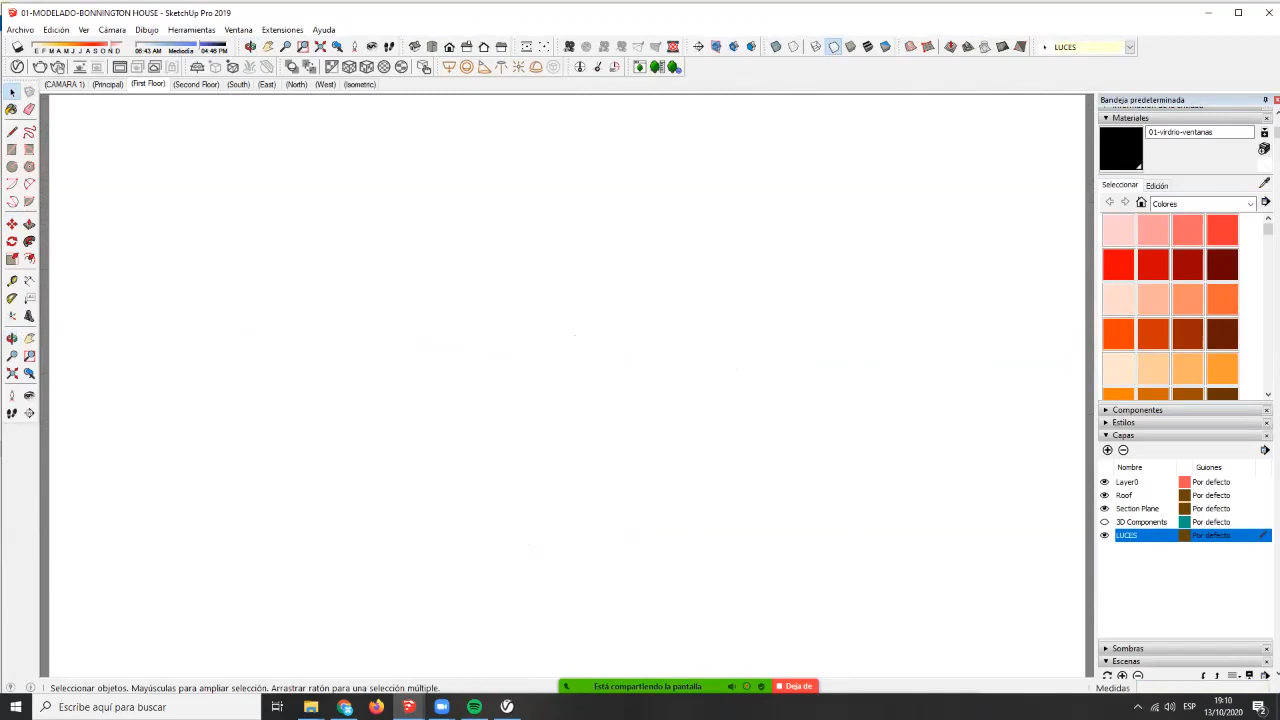 01-MODELADO-BONNINGTON HOUSE - SketchUp Pro 2019
Archivo Edición Ver Cámara Dibujo Herramientas Ventana Extensiones Ayuda
E F M A M J J A S O N D
06:43 AM Mediodía 04:46 PM
LUCES
(CAMARA 1) (Principal) (First Floor) (Second Floor) (South) (East) (North) (West) (Isometric)
Bandeja predeterminada
Materiales
01-virdrio-ventanas
Seleccionar Edición
Colores
Componentes
Estilos
Capas
Nombre Guiones
Layer0 Por defecto
Roof Por defecto
Section Plane Por defecto
3D Components Por defecto
LUCES Por defecto
Sombras
Escenas
Seleccionar objetos. Mayúsculas para ampliar selección. Arrastrar ratón para una selección múltiple.
Está compartiendo la pantalla
Deja de
Medidas
Escribe aquí para buscar
ESP
19:10
13/10/2020
2